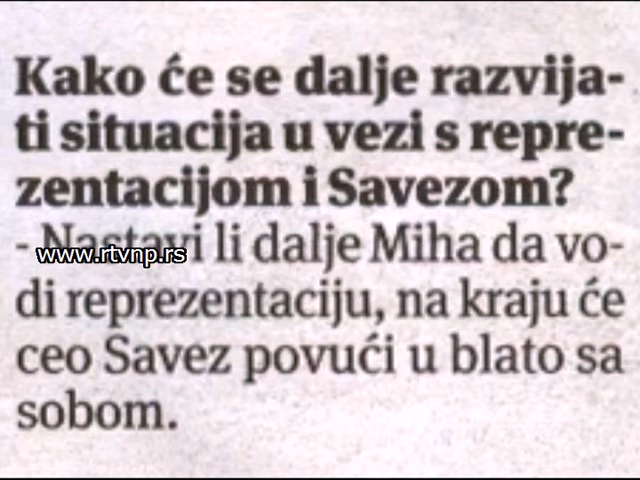 Kako će se dalje razvija-
ti situacija u vezi s repre-
zentacijom i Savezom?
- Nastavi li dalje Miha da vo-
www.rtvnp.rs
di reprezentaciju, na kraju će
ceo Savez povući u blato sa
sobom.